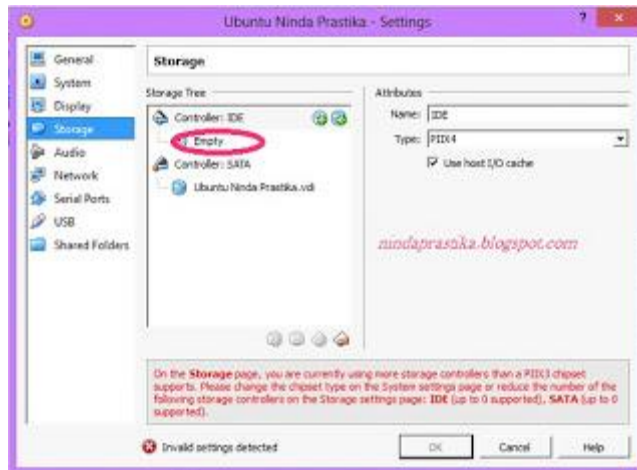 Ubuntu Ninda Prastika - Settings
?
General
System
Display
Storage
Audio
Network
Serial Ports
USB
Shared Folders
Storage
Storage Tree
Controller: IDE
Empty
Controller: SATA
Ubuntu Ninda Prastika.vdi
Attributes
Name: IDE
Type: PIIX4
Use host I/O cache
nindaprastika.blogspot.com
On the Storage page, you are currently using more storage controllers than a PIIX3 chipset
supports. Please change the chipset type on the System settings page or reduce the number of the
following storage controllers on the Storage settings page: IDE (up to 0 supported), SATA (up to 0
supported).
Invalid settings detected
OK
Cancel
Help